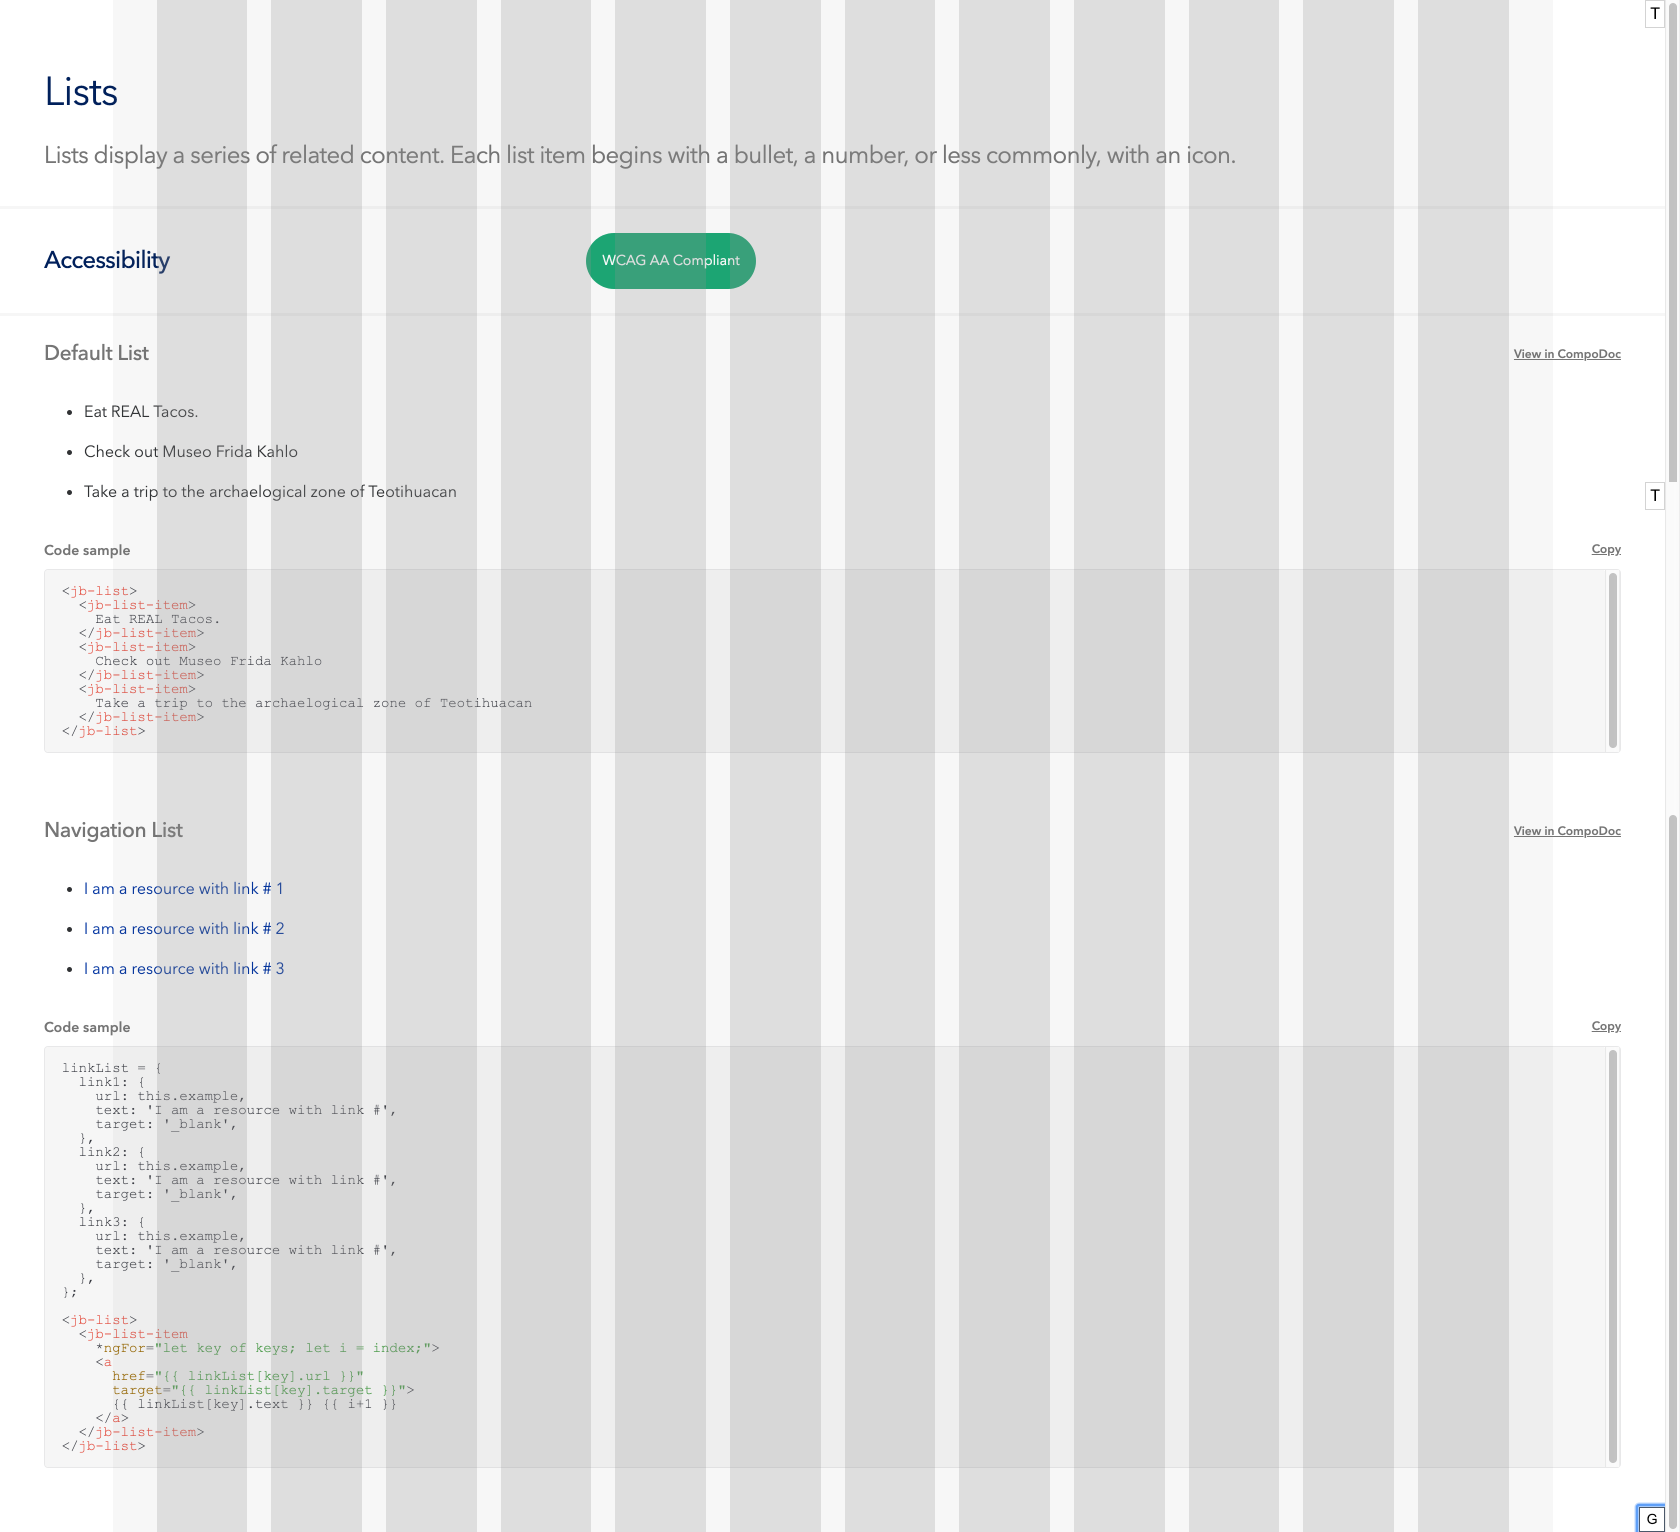 T
Lists
Lists display a series of related content. Each list item begins with a bullet, a number, or less commonly, with an icon.
Accessibility
WCAG AA Compliant
Default List
View in CompoDoc
• Eat REAL Tacos.
• Check out Museo Frida Kahlo
• Take a trip to the archaelogical zone of Teotihuacan
T
Code sample
Copy
<jb-list>
  <jb-list-item>
    Eat REAL Tacos.
  </jb-list-item>
  <jb-list-item>
    Check out Museo Frida Kahlo
  </jb-list-item>
  <jb-list-item>
    Take a trip to the archaelogical zone of Teotihuacan
  </jb-list-item>
</jb-list>
Navigation List
View in CompoDoc
• I am a resource with link # 1
• I am a resource with link # 2
• I am a resource with link # 3
Code sample
Copy
linkList = {
  link1: {
    url: this.example,
    text: 'I am a resource with link #',
    target: '_blank',
  },
  link2: {
    url: this.example,
    text: 'I am a resource with link #',
    target: '_blank',
  },
  link3: {
    url: this.example,
    text: 'I am a resource with link #',
    target: '_blank',
  },
};
<jb-list>
  <jb-list-item
    *ngFor="let key of keys; let i = index;">
    <a
      href="{{ linkList[key].url }}"
      target="{{ linkList[key].target }}">
      {{ linkList[key].text }} {{ i+1 }}
    </a>
  </jb-list-item>
</jb-list>
G